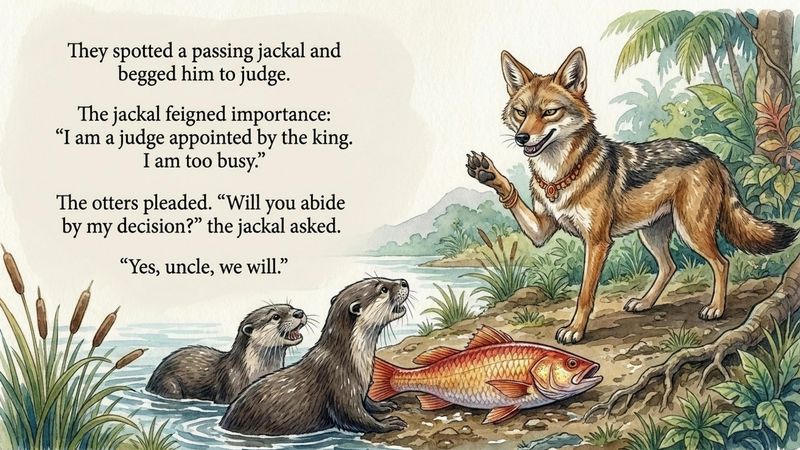 They spotted a passing jackal and
begged him to judge.
The jackal feigned importance:
“I am a judge appointed by the king.
I am too busy.”
The otters pleaded. “Will you abide
by my decision?” the jackal asked.
“Yes, uncle, we will.”